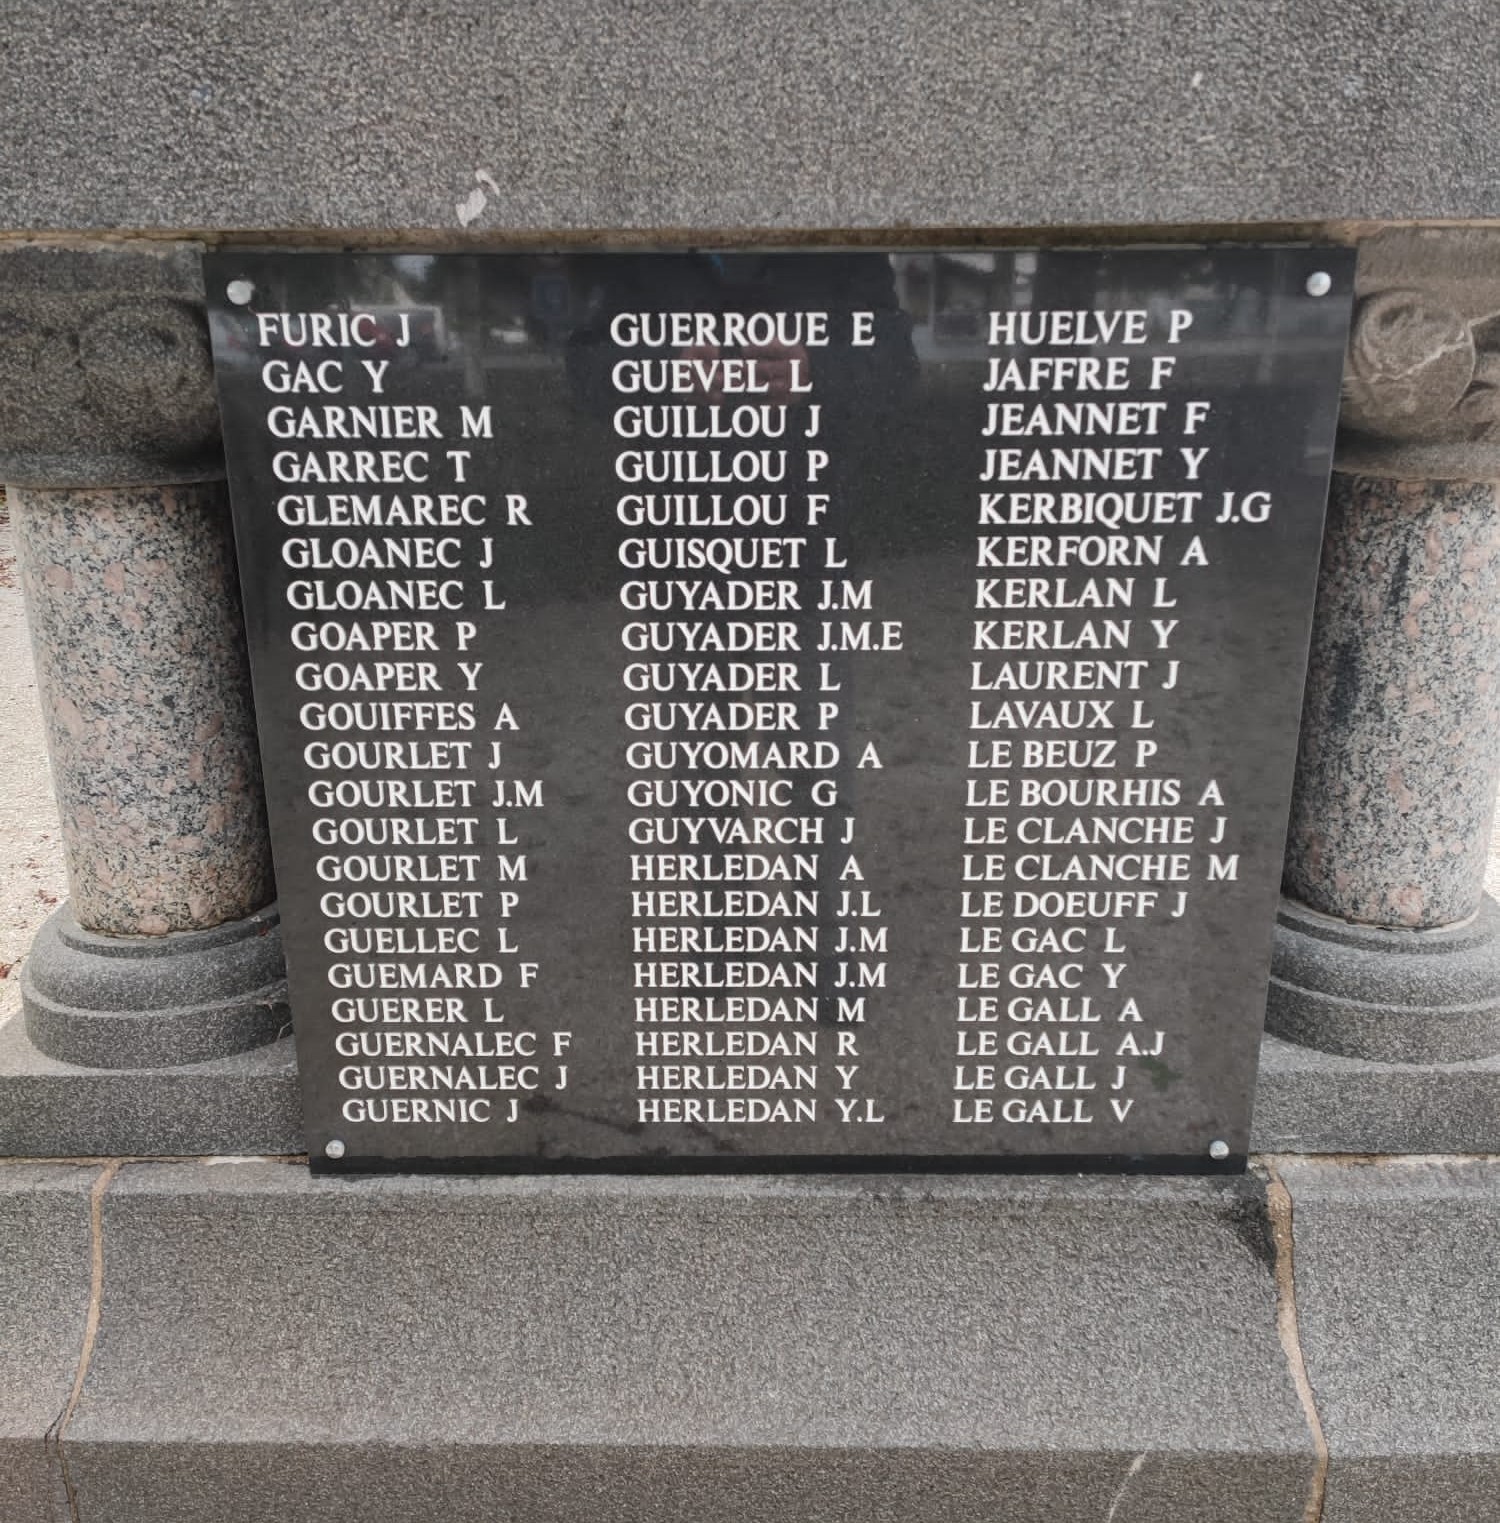 FURIC J
GAC Y
GARNIER M
GARREC T
GLEMAREC R
GLOANEC J
GLOANEC L
GOAPER P
GOAPER Y
GOUIFFES A
GOURLET J
GOURLET J.M
GOURLET L
GOURLET M
GOURLET P
GUELLEC L
GUEMARD F
GUERER L
GUERNALEC F
GUERNALEC J
GUERNIC J
GUERROUE E
GUEVEL L
GUILLOU J
GUILLOU P
GUILLOU F
GUISQUET L
GUYADER J.M
GUYADER J.M.E
GUYADER L
GUYADER P
GUYOMARD A
GUYONIC G
GUYVARCH J
HERLEDAN A
HERLEDAN J.L
HERLEDAN J.M
HERLEDAN J.M
HERLEDAN M
HERLEDAN R
HERLEDAN Y
HERLEDAN Y.L
HUELVE P
JAFFRE F
JEANNET F
JEANNET Y
KERBIQUET J.G
KERFORN A
KERLAN L
KERLAN Y
LAURENT J
LAVAUX L
LE BEUZ P
LE BOURHIS A
LE CLANCHE J
LE CLANCHE M
LE DOEUFF J
LE GAC L
LE GAC Y
LE GALL A
LE GALL A.J
LE GALL J
LE GALL V